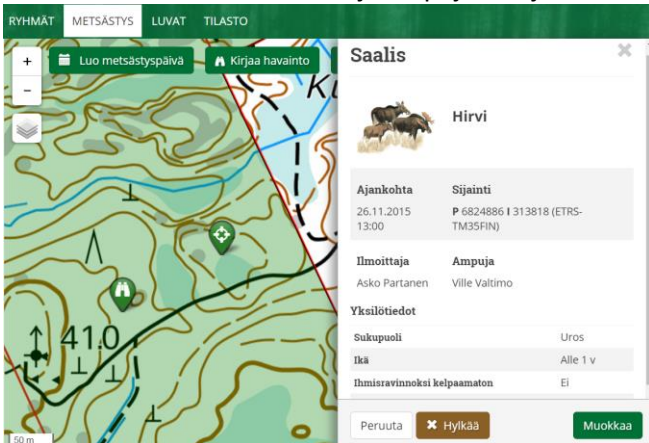 RYHMÄT METSÄSTYS LUVAT TILASTO
+
−
Luo metsästyspäivä Kirjaa havainto
41.0
50 m
Saalis
Hirvi
Ajankohta Sijainti
26.11.2015 P 6824886 I 313818 (ETRS-
13:00 TM35FIN)
Ilmoittaja Ampuja
Asko Partanen Ville Valtimo
Yksilötiedot
Sukupuoli Uros
Ikä Alle 1 v
Ihmisravinnoksi kelpaamaton Ei
Peruuta Hylkää Muokkaa